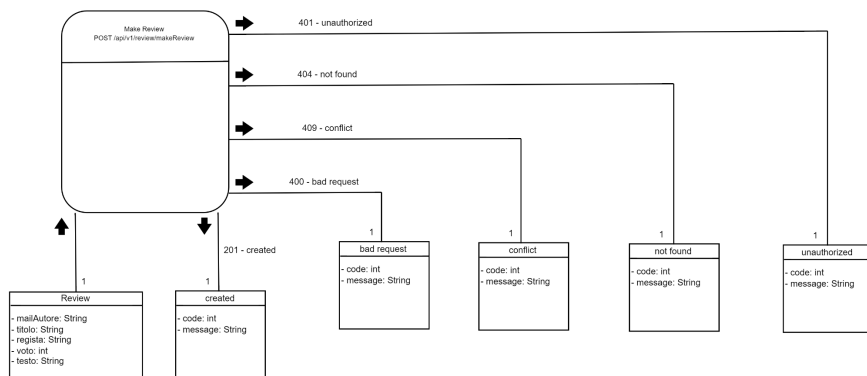 Make Review
POST /api/v1/review/makeReview
401 - unauthorized
404 - not found
409 - conflict
400 - bad request
201 - created
1
Review
- mailAutore: String
- titolo: String
- regista: String
- voto: int
- testo: String
1
created
- code: int
- message: String
1
bad request
- code: int
- message: String
1
conflict
- code: int
- message: String
1
not found
- code: int
- message: String
1
unauthorized
- code: int
- message: String